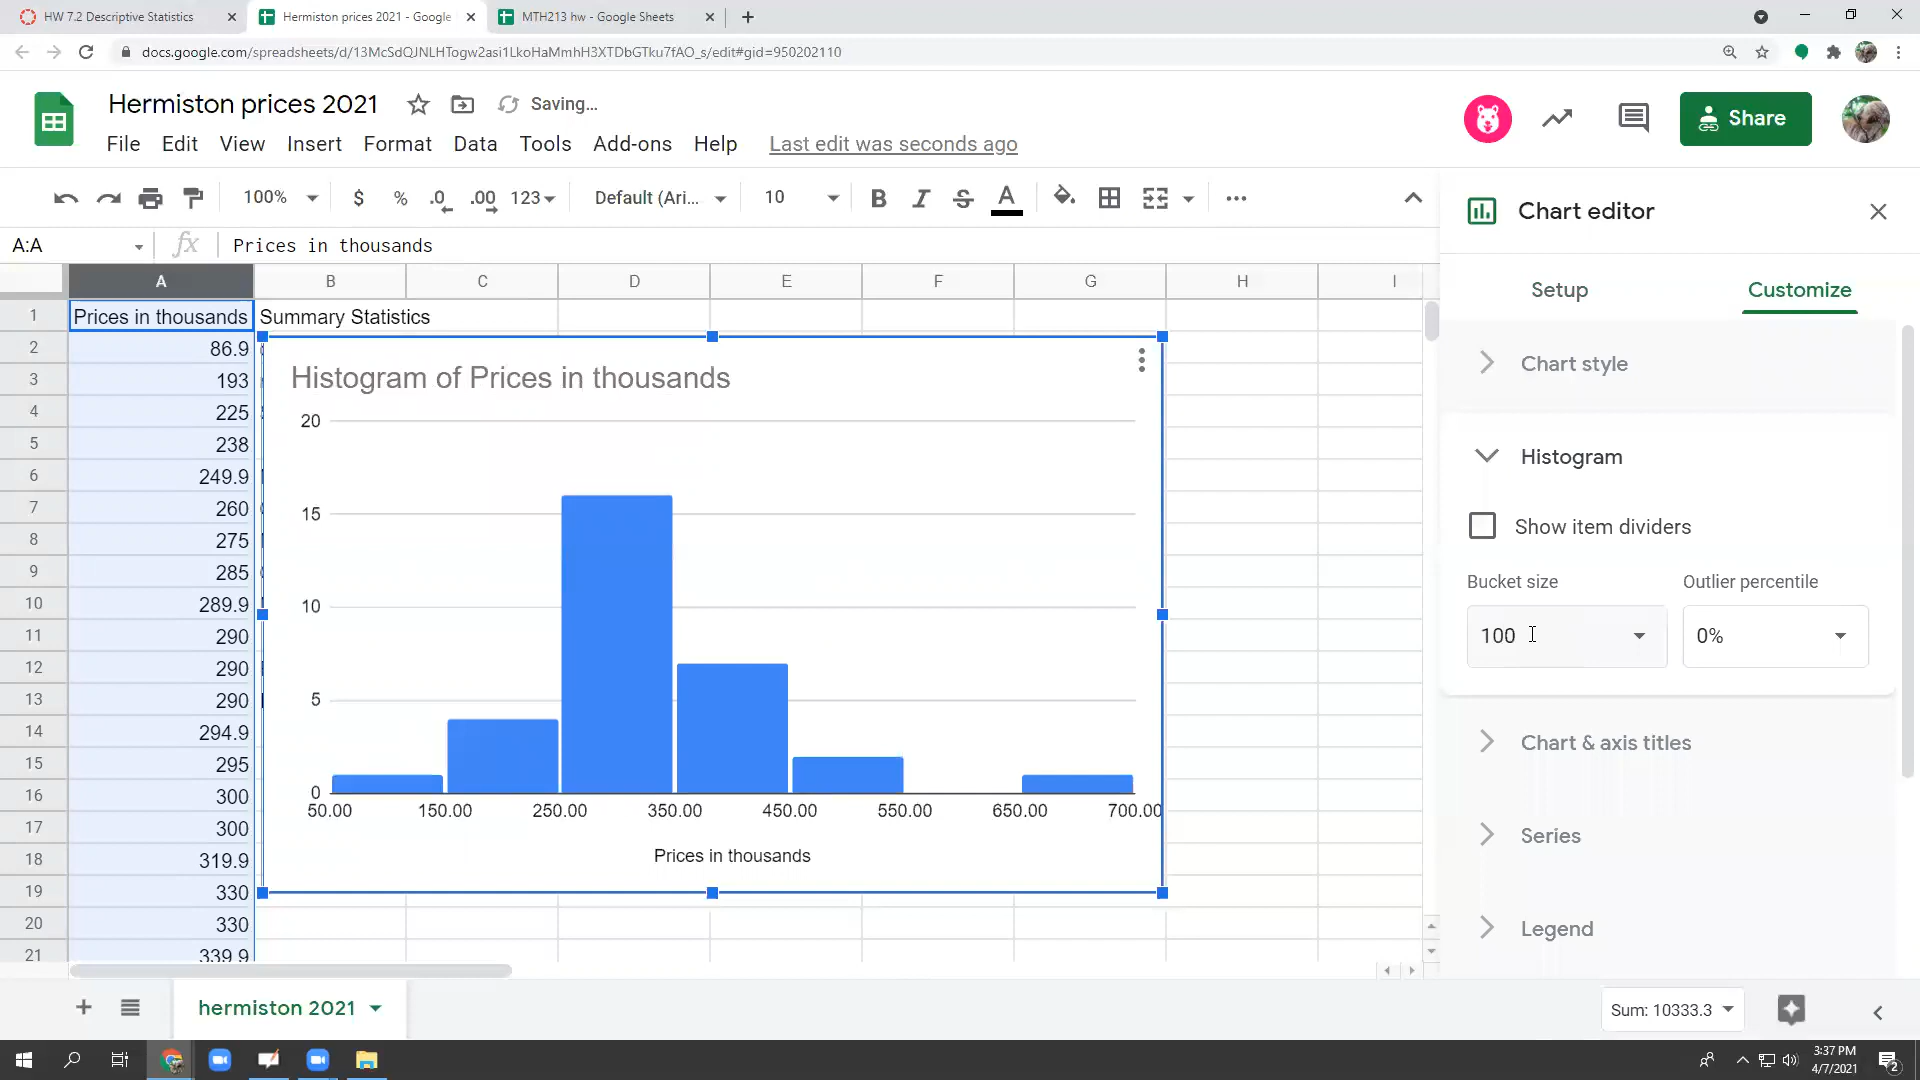 HW 7.2 Descriptive Statistics
Hermiston prices 2021 - Google
MTH213 hw - Google Sheets
docs.google.com/spreadsheets/d/13McSdQJNLHTogw2asi1LkoHaMmhH3XTDbGTku7fAO_s/edit#gid=950202110
Hermiston prices 2021 Saving...
Share
File Edit View Insert Format Data Tools Add-ons Help Last edit was seconds ago
100% $ % .0 .00 123 Default (Ari... 10 B I S A
A:A fx Prices in thousands
A B C D E F G H I
1 Prices in thousands Summary Statistics
2 86.9
3 193
4 225
5 238
6 249.9
7 260
8 275
9 285
10 289.9
11 290
12 290
13 290
14 294.9
15 295
16 300
17 300
18 319.9
19 330
20 330
21 339.9
Histogram of Prices in thousands
20
15
10
5
0
50.00 150.00 250.00 350.00 450.00 550.00 650.00 700.00
Prices in thousands
Chart editor
Setup Customize
Chart style
Histogram
Show item dividers
Bucket size Outlier percentile
100 0%
Chart & axis titles
Series
Legend
hermiston 2021
Sum: 10333.3
3:37 PM
4/7/2021
2